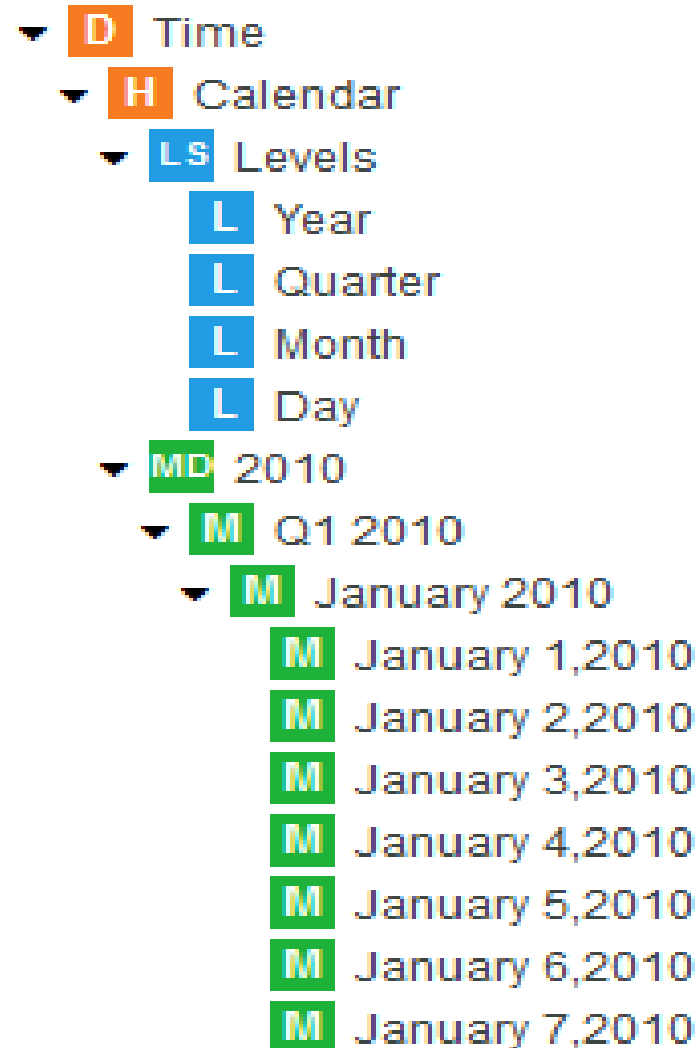 D Time
H Calendar
LS Levels
L Year
L Quarter
L Month
L Day
MD 2010
M Q1 2010
M January 2010
M January 1,2010
M January 2,2010
M January 3,2010
M January 4,2010
M January 5,2010
M January 6,2010
M January 7,2010